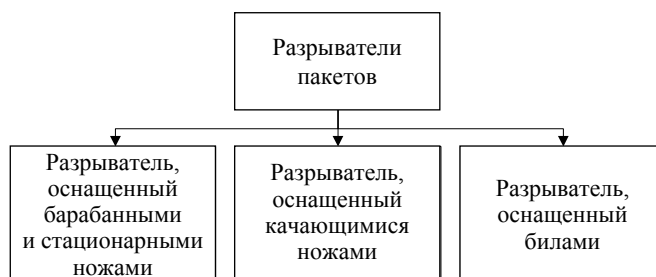 Разрыватели
пакетов
Разрыватель,
оснащенный
барабанными
и стационарными
ножами
Разрыватель,
оснащенный
качающимися
ножами
Разрыватель,
оснащенный
билами